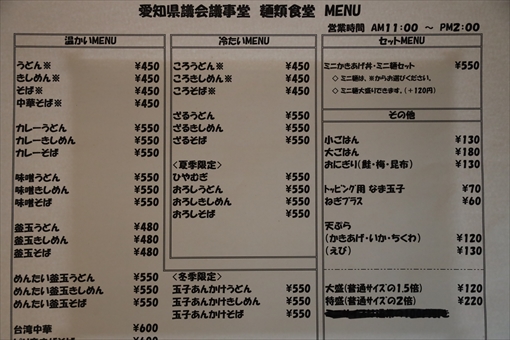 愛知県議会議事堂 麺類食堂 MENU
営業時間 AM11:00 ～ PM2:00
温かいMENU
うどん※ ¥450
きしめん※ ¥450
そば※ ¥450
中華そば※ ¥450
カレーうどん ¥550
カレーきしめん ¥550
カレーそば ¥550
味噌うどん ¥550
味噌きしめん ¥550
味噌そば ¥550
釜玉うどん ¥480
釜玉きしめん ¥480
釜玉そば ¥480
めんたい釜玉うどん ¥550
めんたい釜玉きしめん ¥550
めんたい釜玉そば ¥550
台湾中華 ¥600
冷たいMENU
ころうどん※ ¥450
ころきしめん※ ¥450
ころそば※ ¥450
ざるうどん ¥550
ざるきしめん ¥550
ざるそば ¥550
<夏季限定>
ひやむぎ ¥550
おろしうどん ¥550
おろしきしめん ¥550
おろしそば ¥550
<冬季限定>
玉子あんかけうどん ¥550
玉子あんかけきしめん ¥550
玉子あんかけそば ¥550
セットMENU
ミニかきあげ丼・ミニ麺セット ¥550
◇ ミニ麺は、※からお選びください。
◇ ミニ麺大盛りできます。(+120円)
その他
小ごはん ¥130
大ごはん ¥180
おにぎり(鮭・梅・昆布) ¥130
トッピング用 なま玉子 ¥70
ねぎプラス ¥60
天ぷら
(かきあげ・いか・ちくわ) ¥120
(えび) ¥130
大盛(普通サイズの1.5倍) ¥120
特盛(普通サイズの2倍) ¥220